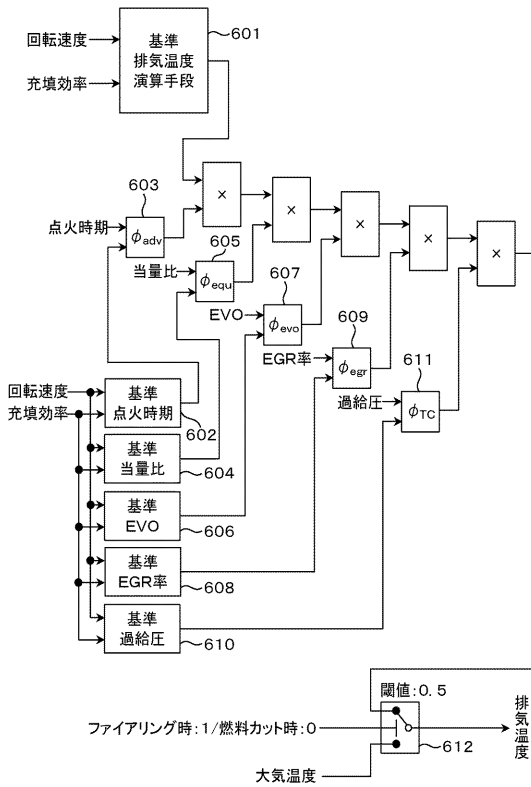 回転速度
充填効率
基準
排気温度
演算手段
601
×
×
×
×
×
603
点火時期
ϕadv
605
当量比
ϕequ
607
EVO
ϕevo
609
EGR率
ϕegr
611
過給圧
ϕTC
回転速度
充填効率
基準
点火時期
602
基準
当量比
604
基準
EVO
606
基準
EGR率
608
基準
過給圧
610
閾値:0.5
ファイアリング時:1/燃料カット時:0
612
大気温度
排気温度